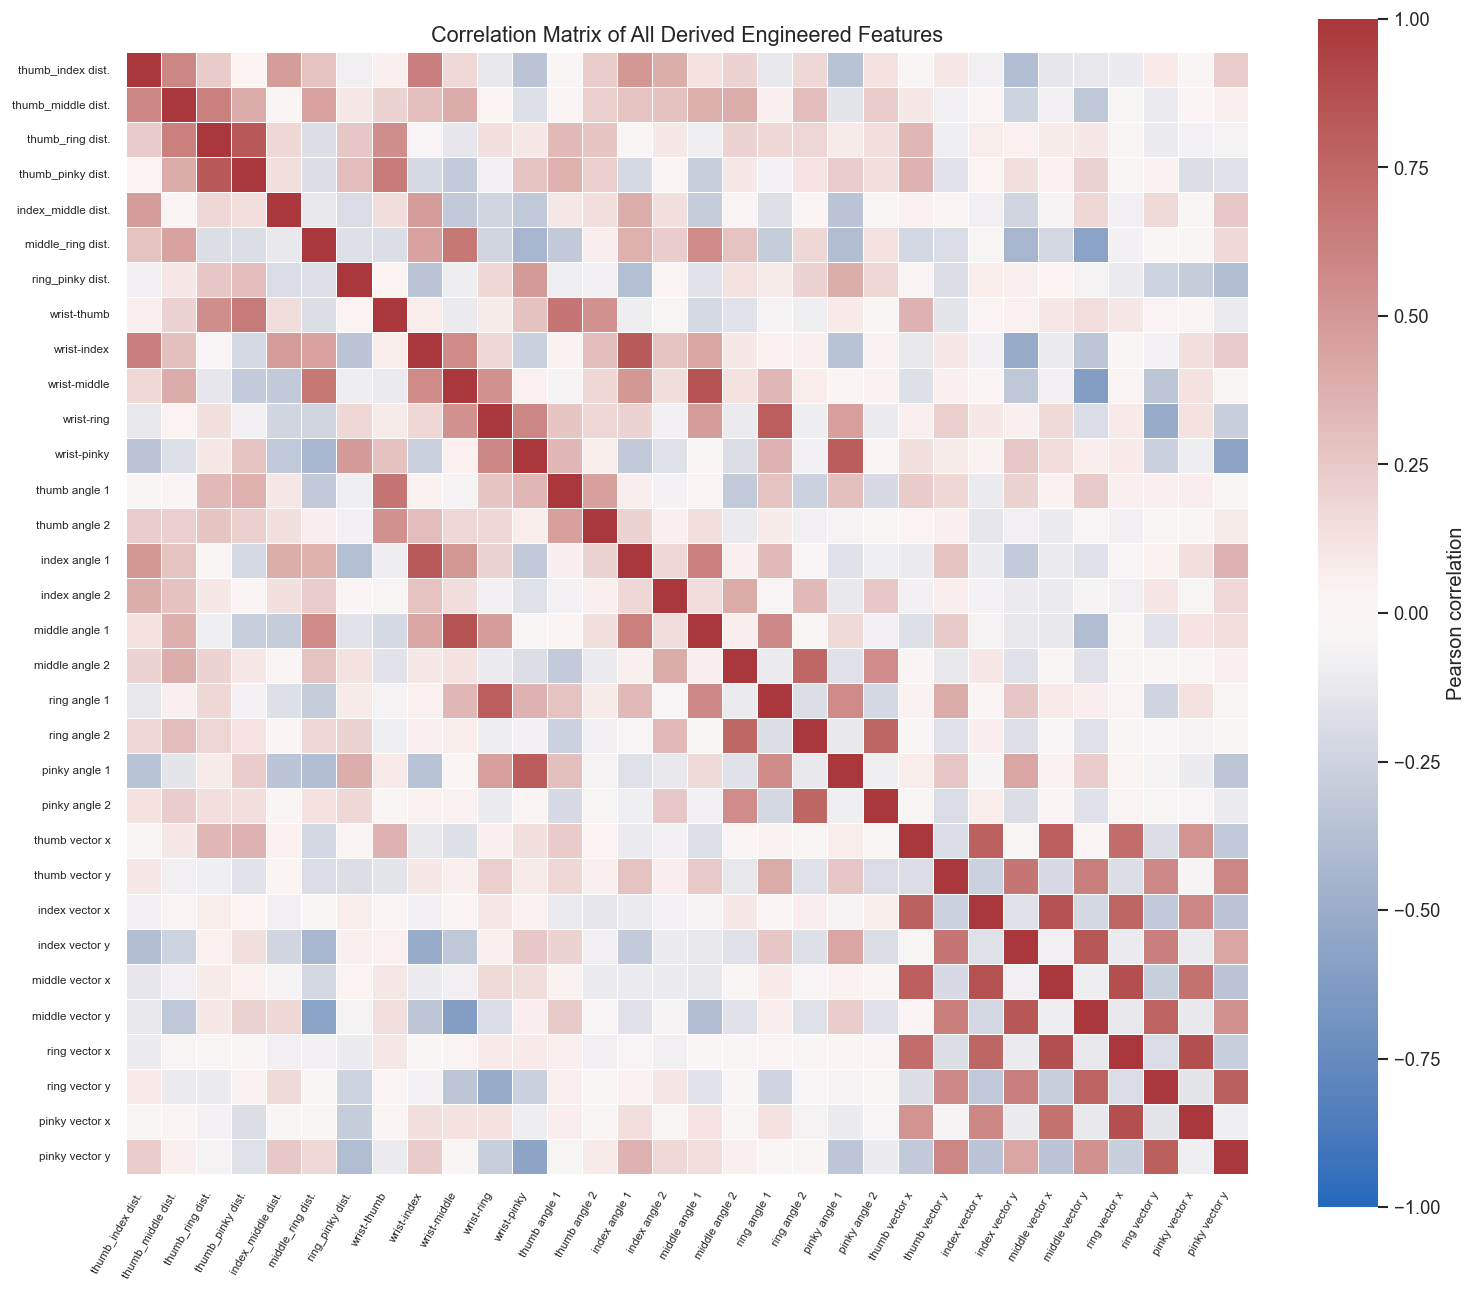 Correlation Matrix of All Derived Engineered Features
thumb_index dist.
thumb_middle dist.
thumb_ring dist.
thumb_pinky dist.
index_middle dist.
middle_ring dist.
ring_pinky dist.
wrist-thumb
wrist-index
wrist-middle
wrist-ring
wrist-pinky
thumb angle 1
thumb angle 2
index angle 1
index angle 2
middle angle 1
middle angle 2
ring angle 1
ring angle 2
pinky angle 1
pinky angle 2
thumb vector x
thumb vector y
index vector x
index vector y
middle vector x
middle vector y
ring vector x
ring vector y
pinky vector x
pinky vector y
thumb_index dist.
thumb_middle dist.
thumb_ring dist.
thumb_pinky dist.
index_middle dist.
middle_ring dist.
ring_pinky dist.
wrist-thumb
wrist-index
wrist-middle
wrist-ring
wrist-pinky
thumb angle 1
thumb angle 2
index angle 1
index angle 2
middle angle 1
middle angle 2
ring angle 1
ring angle 2
pinky angle 1
pinky angle 2
thumb vector x
thumb vector y
index vector x
index vector y
middle vector x
middle vector y
ring vector x
ring vector y
pinky vector x
pinky vector y
1.00
0.75
0.50
0.25
0.00
−0.25
−0.50
−0.75
−1.00
Pearson correlation